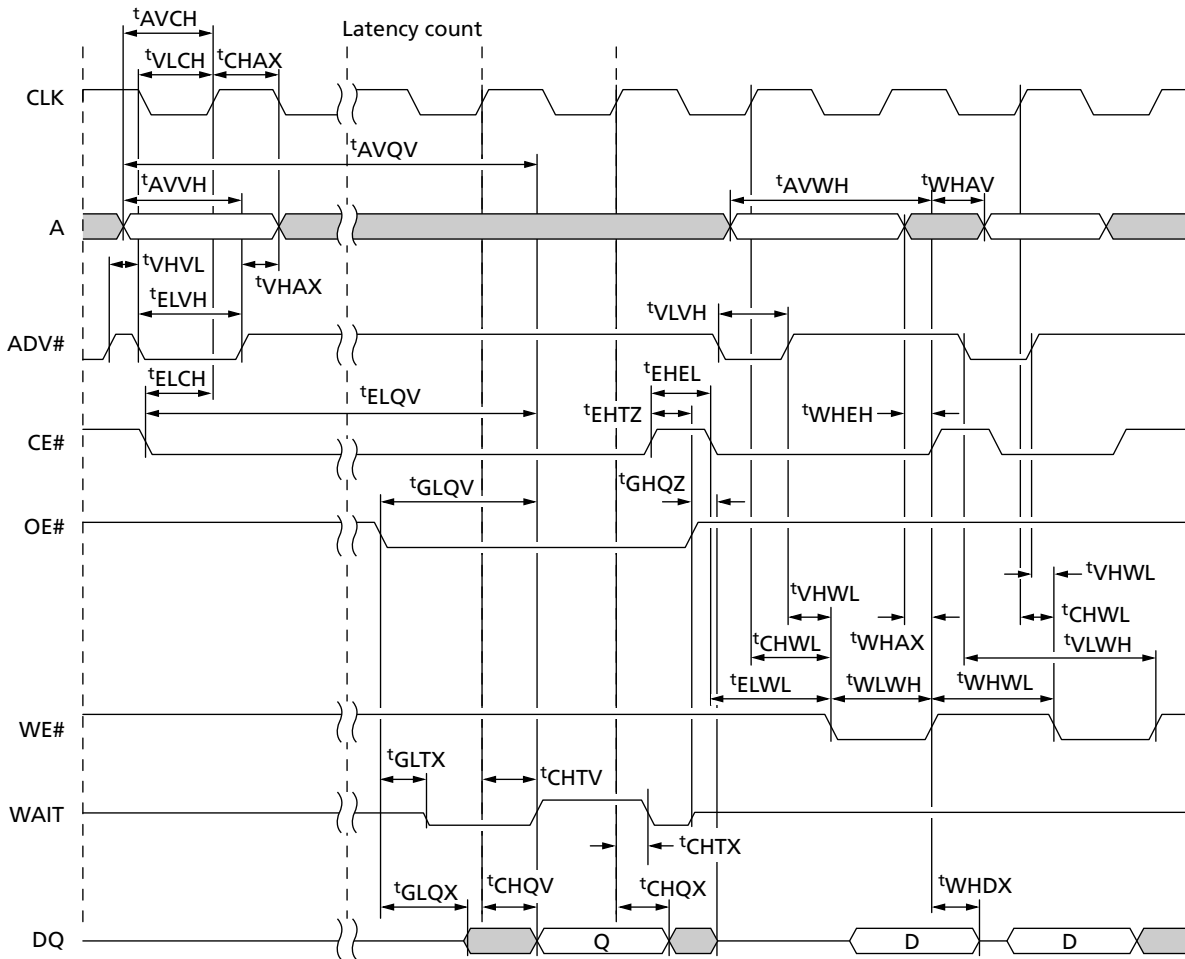 tAVCH
Latency count
tVLCH tCHAX
CLK
tAVQV
tAVVH tAVWH tWHAV
A
tVHVL tVHAX
tELVH tVLVH
ADV#
tELCH tEHEL
tELQV
tEHTZ tWHEH
CE#
tGLQV tGHQZ
OE#
tVHWL tVHWL
tCHWL tWHAX tCHWL
tVLWH
tELWL tWLWH tWHWL
WE#
tGLTX tCHTV
WAIT
tCHTX
tGLQX tCHQV tCHQX tWHDX
DQ Q D D